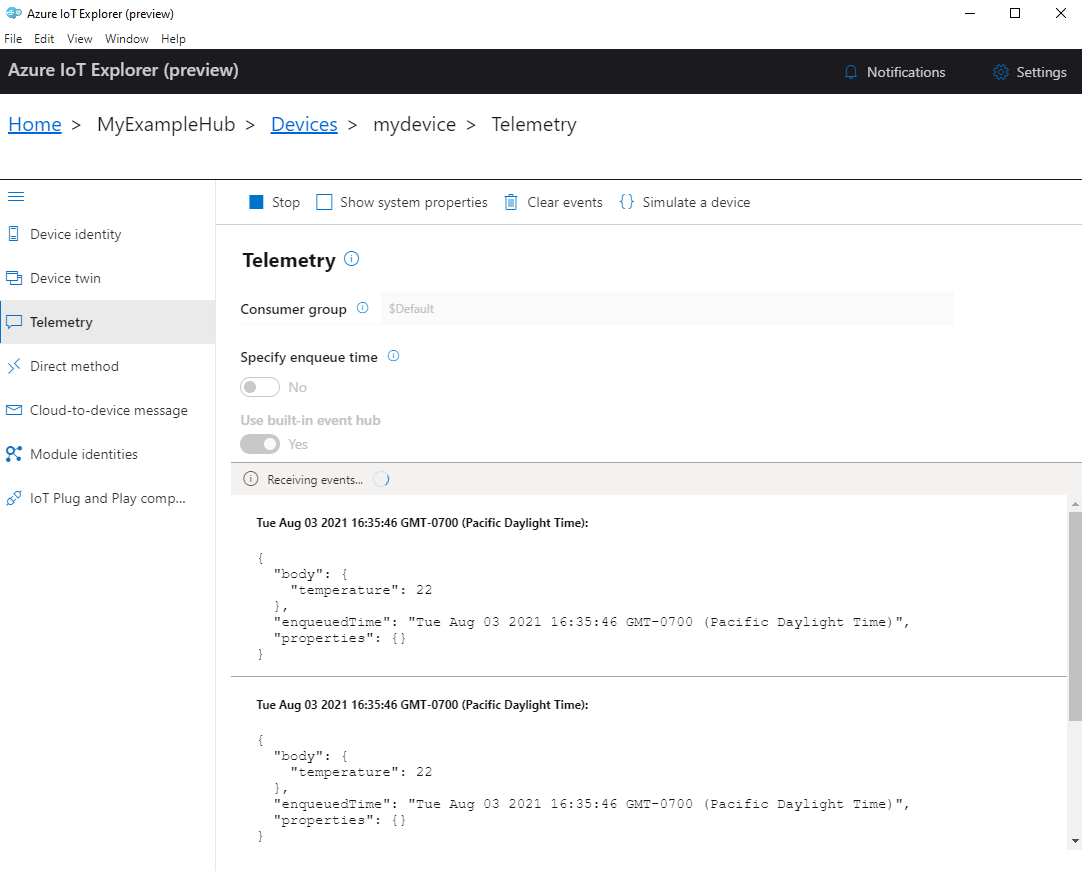 Azure IoT Explorer (preview)
File Edit View Window Help
Azure IoT Explorer (preview) Notifications Settings
Home > MyExampleHub > Devices > mydevice > Telemetry
Stop Show system properties Clear events {} Simulate a device
Device identity
Device twin
Telemetry
Direct method
Cloud-to-device message
Module identities
IoT Plug and Play comp...
Telemetry
Consumer group $Default
Specify enqueue time
No
Use built-in event hub
Yes
Receiving events...
Tue Aug 03 2021 16:35:46 GMT-0700 (Pacific Daylight Time):
{
"body": {
"temperature": 22
},
"enqueuedTime": "Tue Aug 03 2021 16:35:46 GMT-0700 (Pacific Daylight Time)",
"properties": {}
}
Tue Aug 03 2021 16:35:46 GMT-0700 (Pacific Daylight Time):
{
"body": {
"temperature": 22
},
"enqueuedTime": "Tue Aug 03 2021 16:35:46 GMT-0700 (Pacific Daylight Time)",
"properties": {}
}